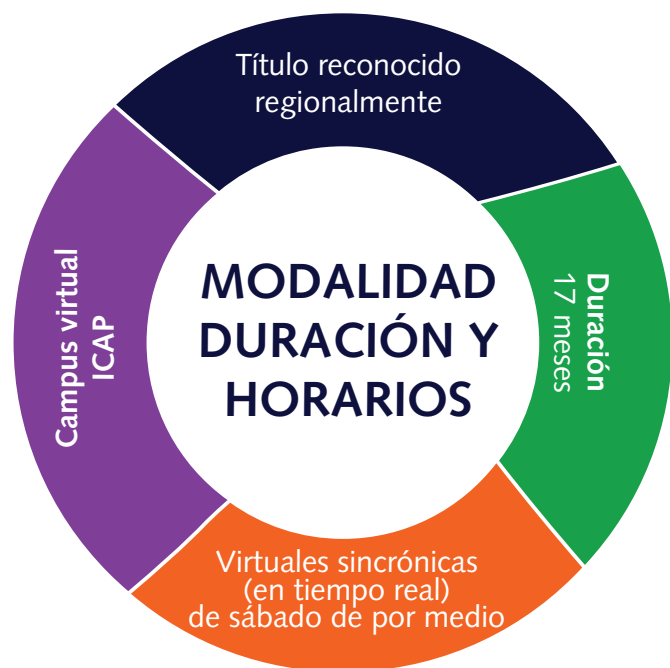 Título reconocido
regionalmente
MODALIDAD
DURACIÓN Y
HORARIOS
Duración
17 meses
Virtuales sincrónicas
(en tiempo real)
de sábado de por medio
Campus virtual
ICAP